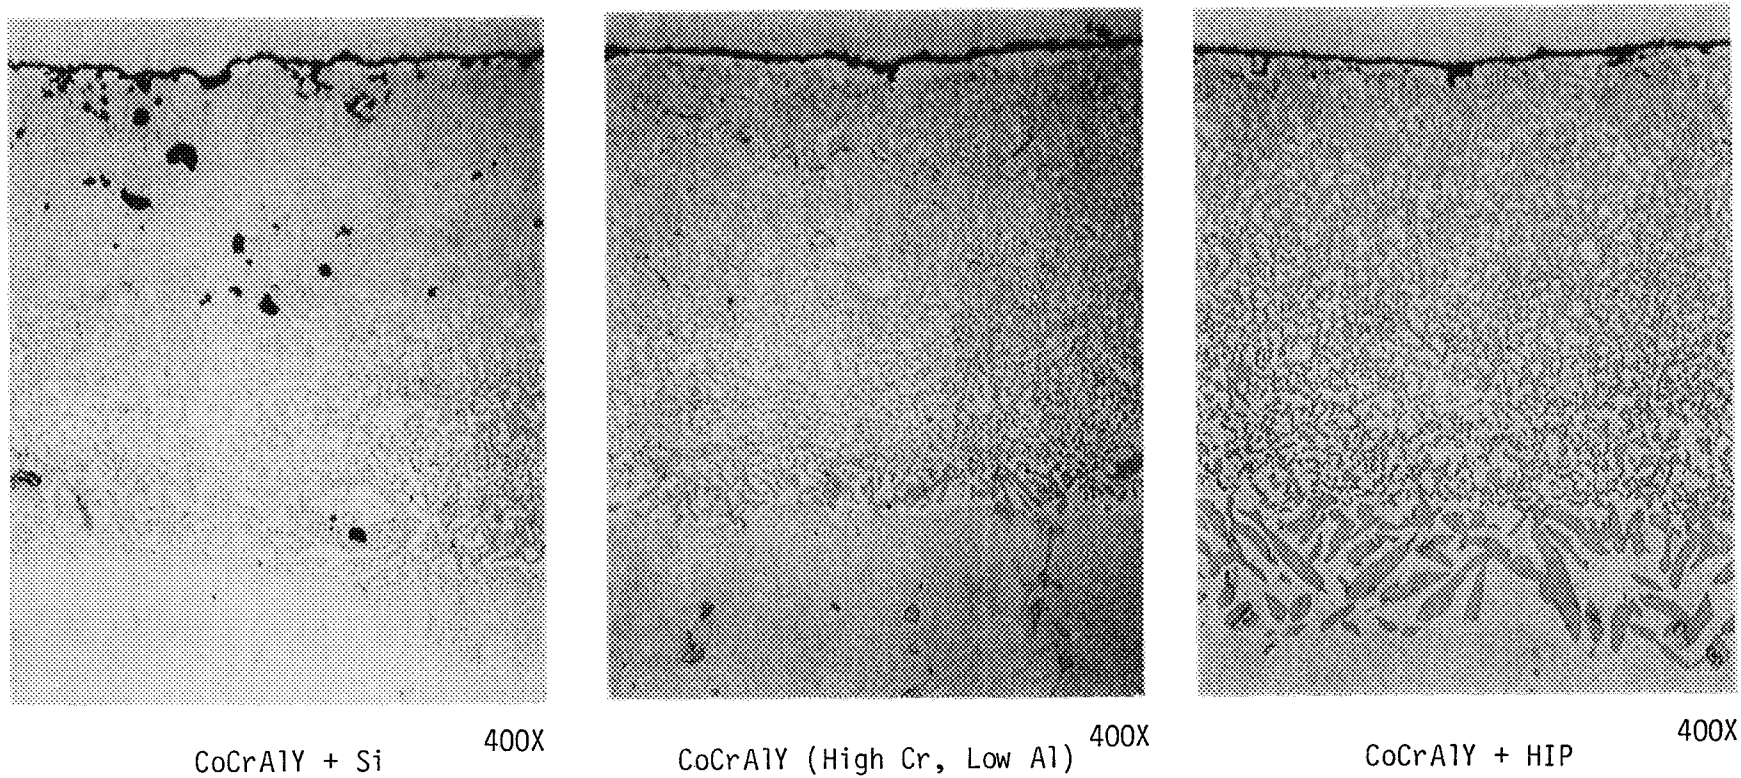 400X
CoCrAlY + Si
400X
CoCrAlY (High Cr, Low Al)
400X
CoCrAlY + HIP